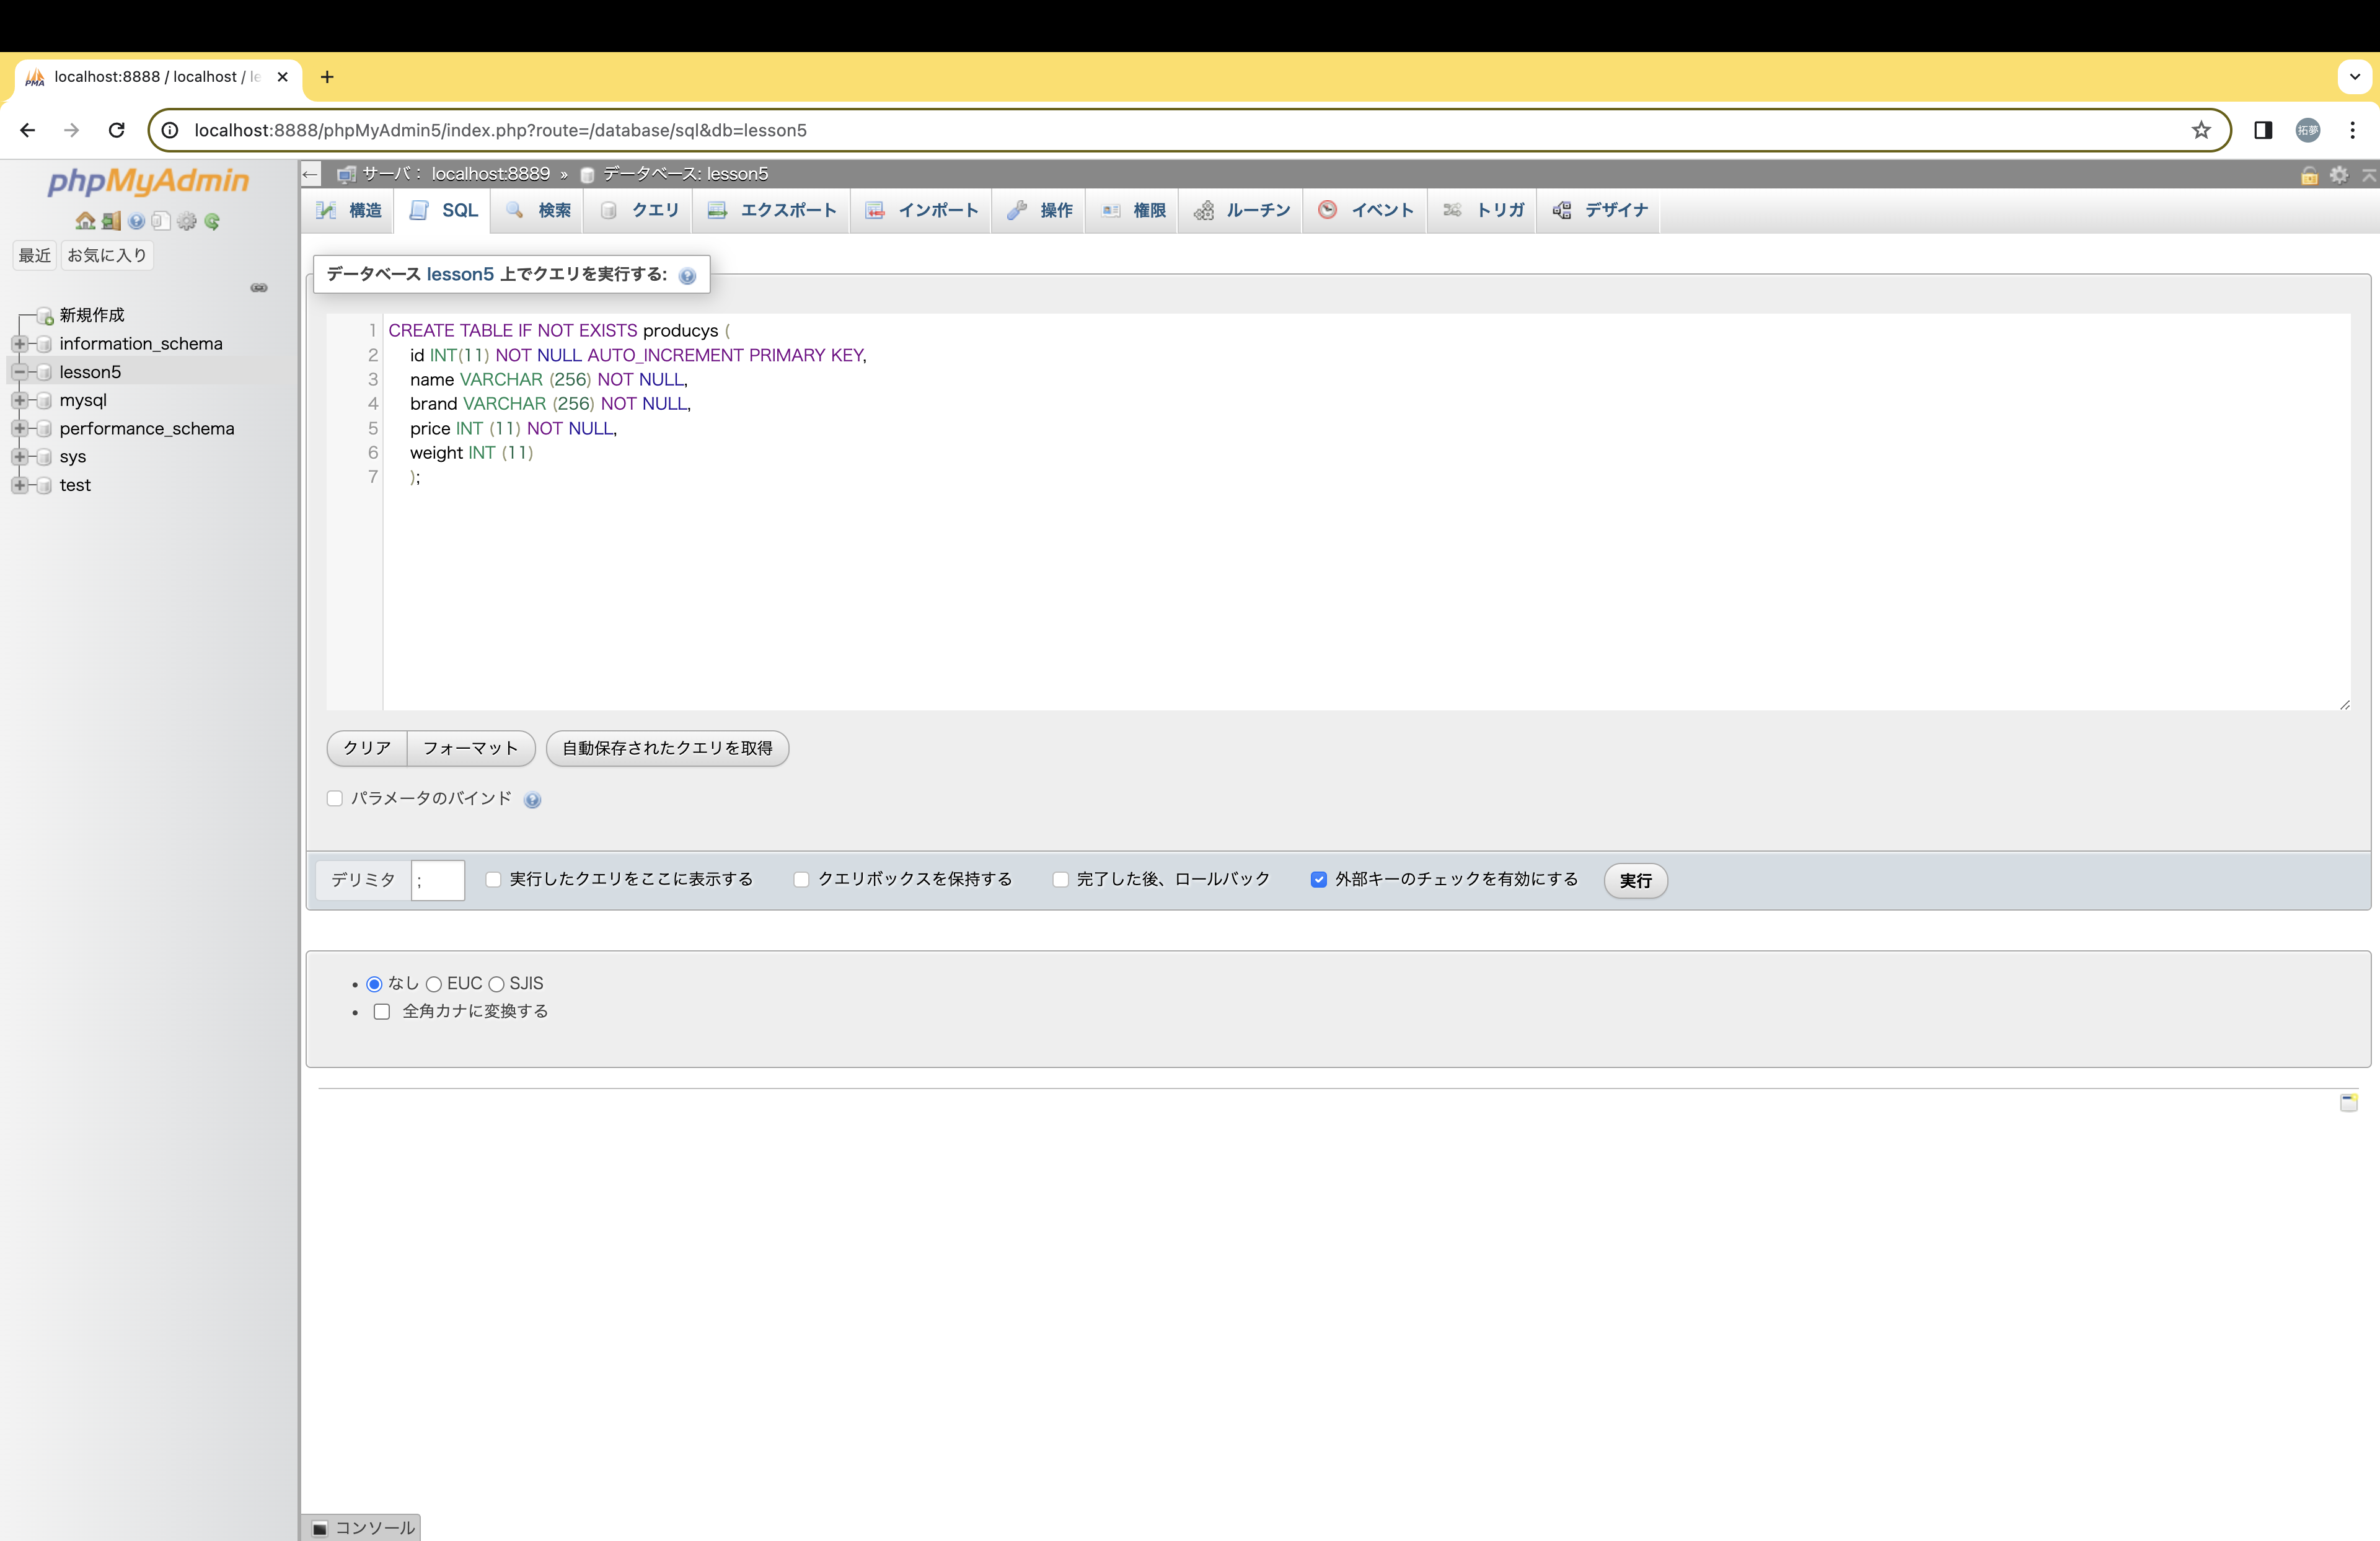 localhost:8888 / localhost / le
localhost:8888/phpMyAdmin5/index.php?route=/database/sql&db=lesson5
拓夢
phpMyAdmin
最近 お気に入り
新規作成
information_schema
lesson5
mysql
performance_schema
sys
test
サーバ： localhost:8889 » データベース: lesson5
構造 SQL 検索 クエリ エクスポート インポート 操作 権限 ルーチン イベント トリガ デザイナ
データベース lesson5 上でクエリを実行する:
1 CREATE TABLE IF NOT EXISTS producys (
2 id INT(11) NOT NULL AUTO_INCREMENT PRIMARY KEY,
3 name VARCHAR (256) NOT NULL,
4 brand VARCHAR (256) NOT NULL,
5 price INT (11) NOT NULL,
6 weight INT (11)
7 );
クリア フォーマット 自動保存されたクエリを取得
パラメータのバインド
デリミタ ; 実行したクエリをここに表示する クエリボックスを保持する 完了した後、ロールバック 外部キーのチェックを有効にする 実行
なし EUC SJIS
全角カナに変換する
コンソール